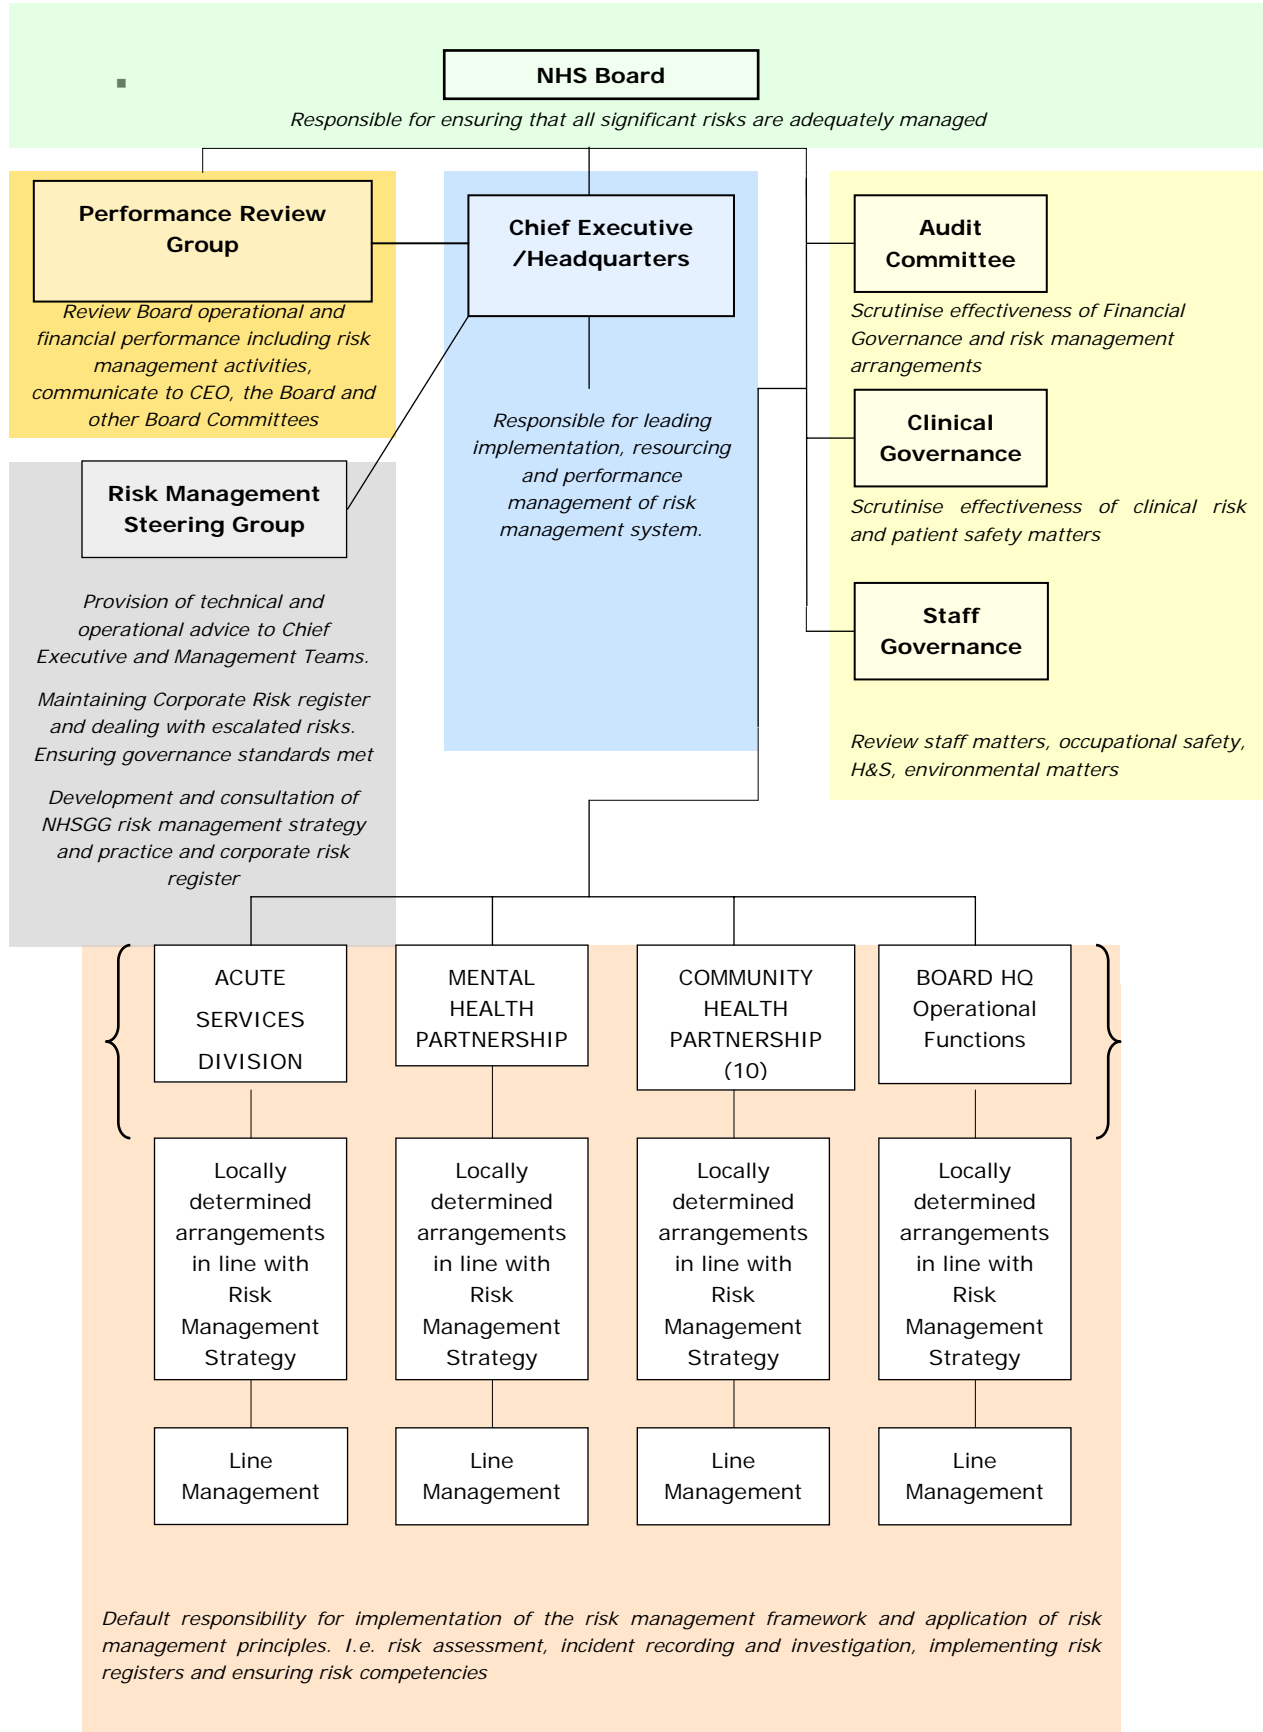 NHS Board
Responsible for ensuring that all significant risks are adequately managed
Performance Review
Group
Review Board operational and
financial performance including risk
management activities,
communicate to CEO, the Board and
other Board Committees
Chief Executive
/Headquarters
Responsible for leading
implementation, resourcing
and performance
management of risk
management system.
Audit
Committee
Scrutinise effectiveness of Financial
Governance and risk management
arrangements
Clinical
Governance
Scrutinise effectiveness of clinical risk
and patient safety matters
Staff
Governance
Review staff matters, occupational safety,
H&S, environmental matters
Risk Management
Steering Group
Provision of technical and
operational advice to Chief
Executive and Management Teams.
Maintaining Corporate Risk register
and dealing with escalated risks.
Ensuring governance standards met
Development and consultation of
NHSGG risk management strategy
and practice and corporate risk
register
ACUTE
SERVICES
DIVISION
MENTAL
HEALTH
PARTNERSHIP
COMMUNITY
HEALTH
PARTNERSHIP
(10)
BOARD HQ
Operational
Functions
Locally
determined
arrangements
in line with
Risk
Management
Strategy
Locally
determined
arrangements
in line with
Risk
Management
Strategy
Locally
determined
arrangements
in line with
Risk
Management
Strategy
Locally
determined
arrangements
in line with
Risk
Management
Strategy
Line
Management
Line
Management
Line
Management
Line
Management
Default responsibility for implementation of the risk management framework and application of risk
management principles. I.e. risk assessment, incident recording and investigation, implementing risk
registers and ensuring risk competencies